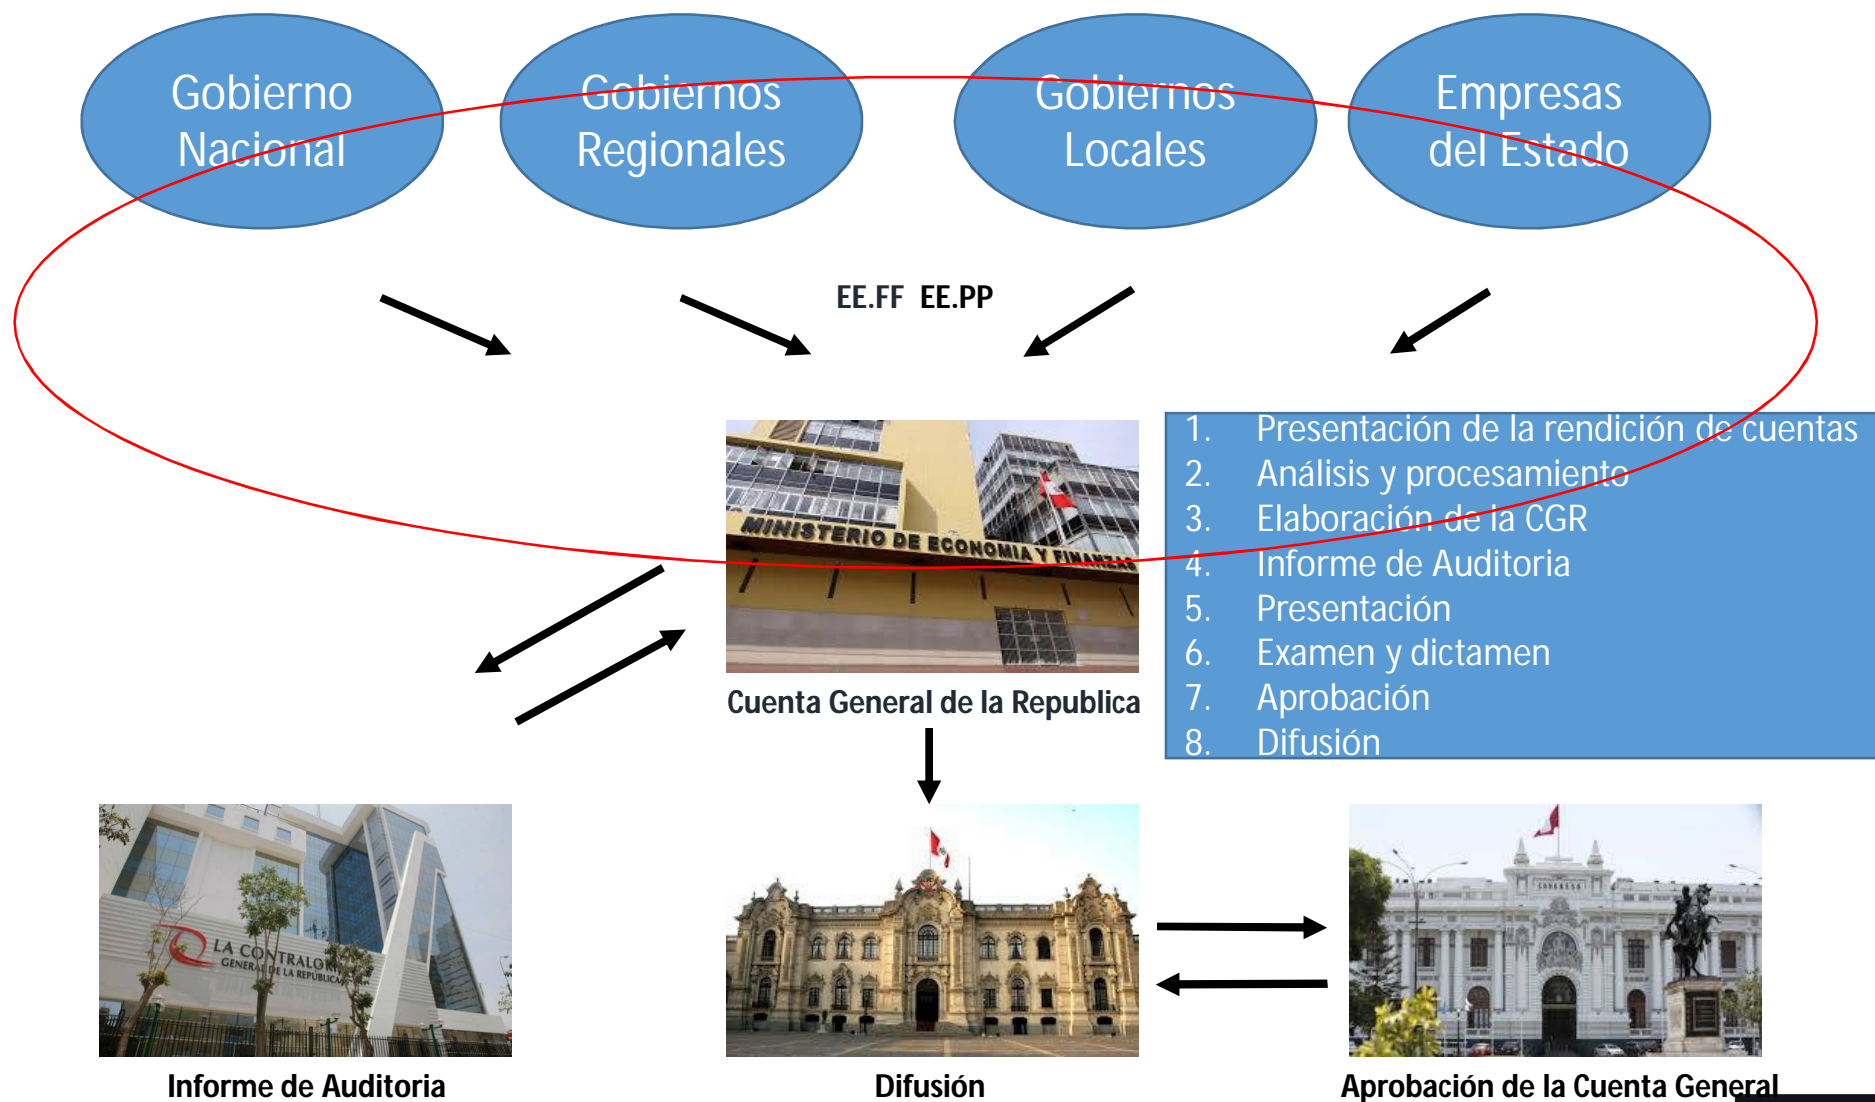 Gobierno
Nacional
Gobiernos
Regionales
Gobiernos
Locales
Empresas
del Estado
EE.FF EE.PP
MINISTERIO DE ECONOMIA Y FINANZAS
1. Presentación de la rendición de cuentas
2. Análisis y procesamiento
3. Elaboración de la CGR
4. Informe de Auditoria
5. Presentación
6. Examen y dictamen
7. Aprobación
8. Difusión
Cuenta General de la Republica
LA CONTRALORÍA
GENERAL DE LA REPÚBLICA
CONGRESO
Informe de Auditoria
Difusión
Aprobación de la Cuenta General